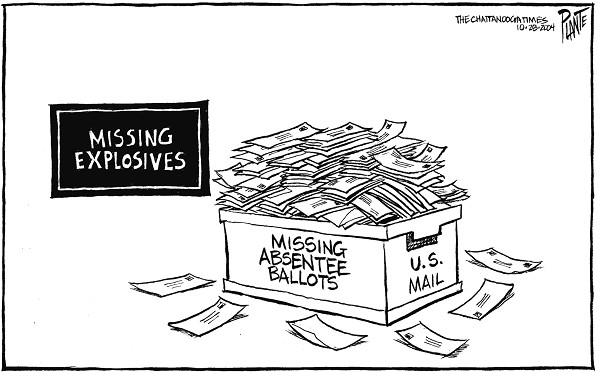 THE CHATTANOOGA TIMES
10-28-2004
PLANTE
MISSING
EXPLOSIVES
MISSING
ABSENTEE
BALLOTS
U.S.
MAIL